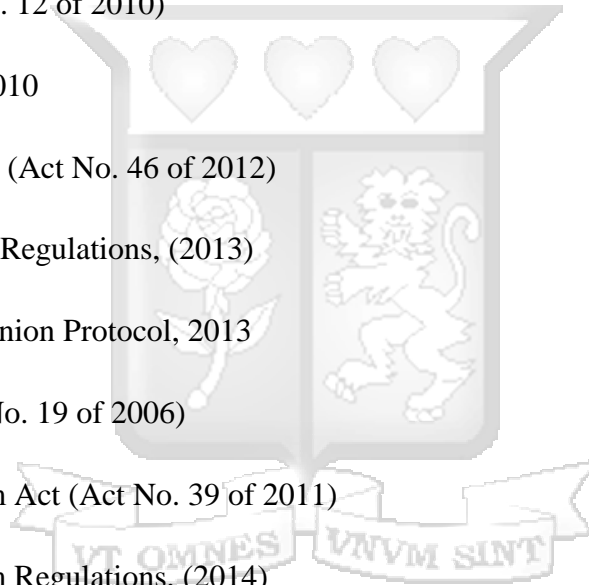 . 12 of 2010)
010
(Act No. 46 of 2012)
Regulations, (2013)
nion Protocol, 2013
No. 19 of 2006)
n Act (Act No. 39 of 2011)
n Regulations, (2014)
VT OMNES VNVM SINT